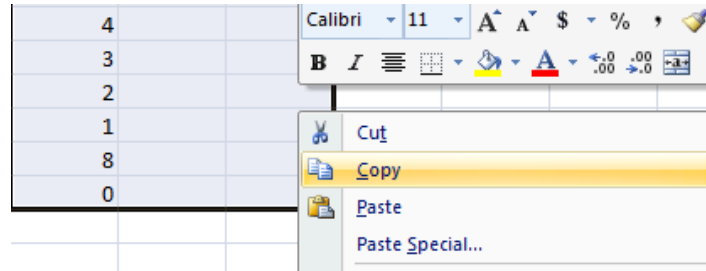 4
3
2
1
8
0
Calibri 11 A A $ % ,
B I A .0 .00 .00 .0 a
Cut
Copy
Paste
Paste Special...